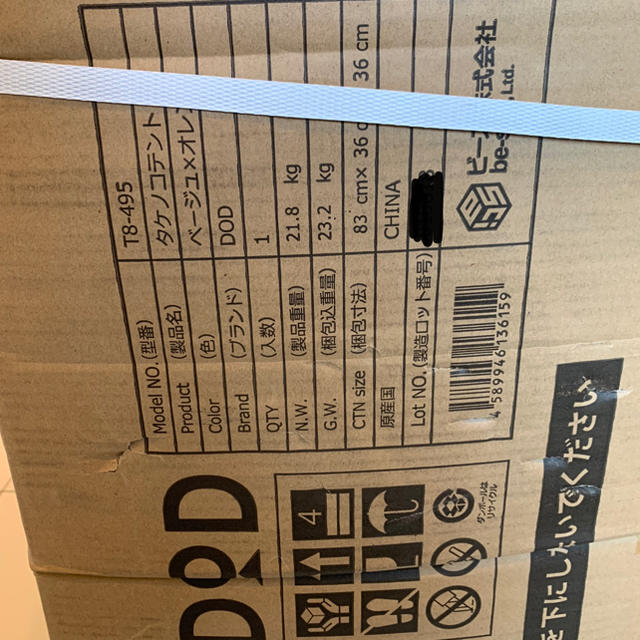 Model NO. (型番) T8-495
Product (製品名) タケノコテント
Color (色) ベージュ×オレ
Brand (ブランド) DOD
QTY (入数) 1
N.W. (製品重量) 21.8 kg
G.W. (梱包込重量) 23.2 kg
CTN size (梱包寸法) 83 cm× 36 c 36 cm
原産国 CHINA
Lot NO. (製造ロット番号)
ビー 株式会社
be-s , Ltd.
4 589946 136159
DOD
4
ダンボールは
リサイクル
を下にしないでください